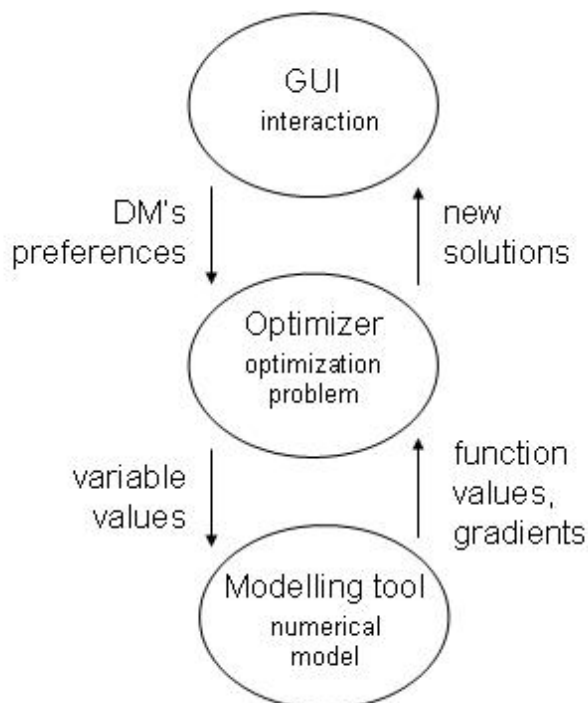 GUI
interaction
DM's
preferences
new
solutions
Optimizer
optimization
problem
variable
values
function
values,
gradients
Modelling tool
numerical
model